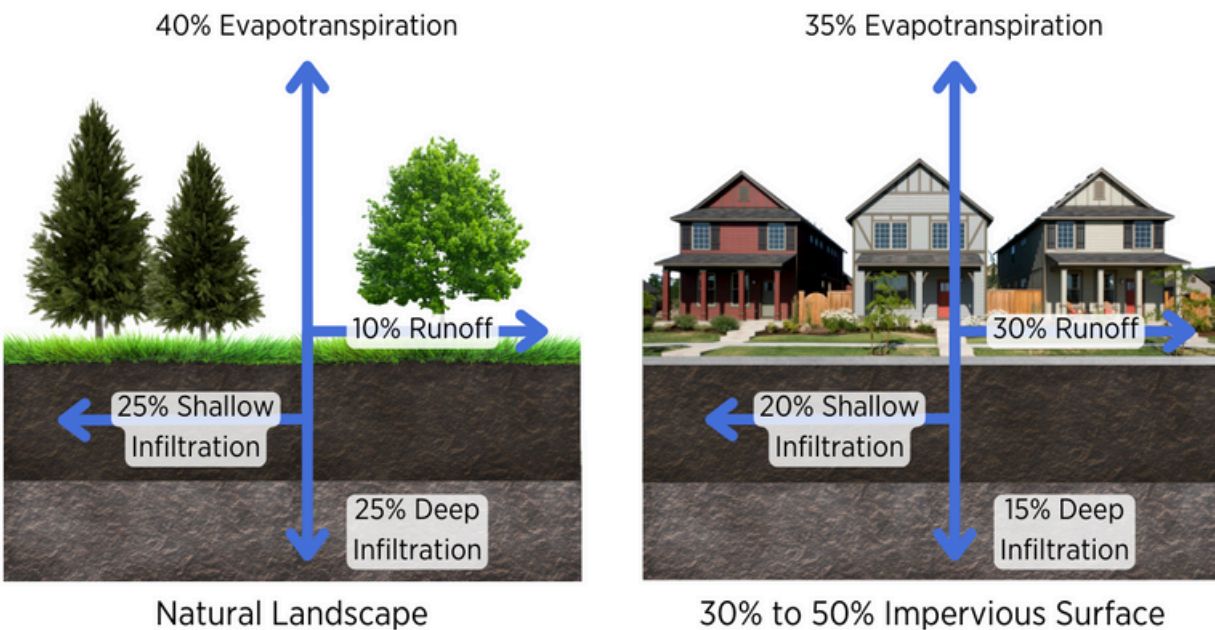 40% Evapotranspiration
10% Runoff
25% Shallow
Infiltration
25% Deep
Infiltration
Natural Landscape
35% Evapotranspiration
30% Runoff
20% Shallow
Infiltration
15% Deep
Infiltration
30% to 50% Impervious Surface